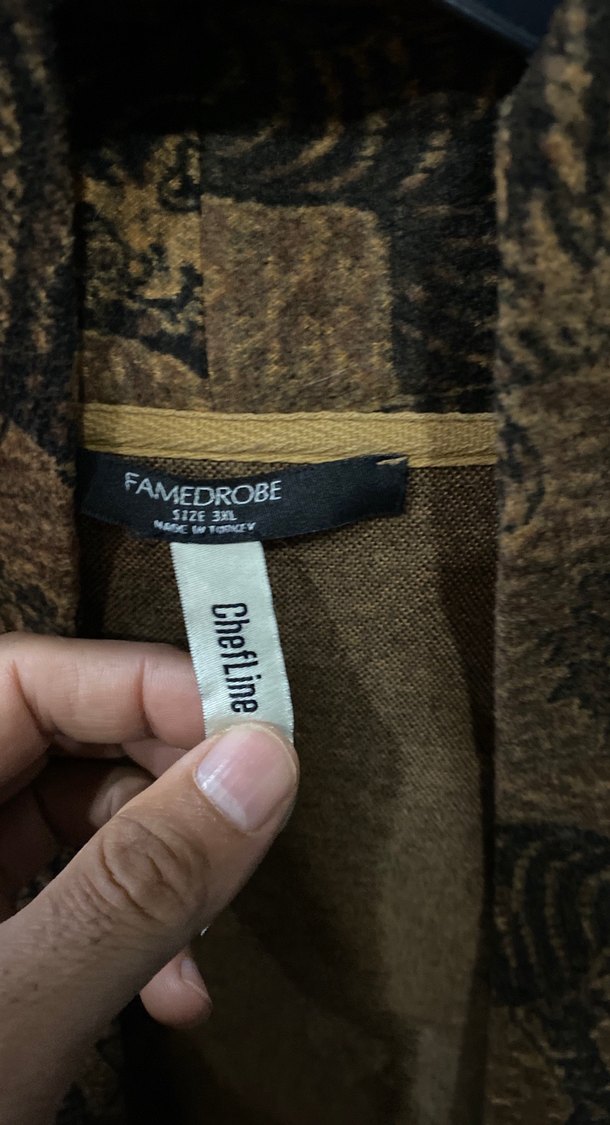 FAMEDROBE
SIZE 3XL
MADE IN TURKEY
ChefLine